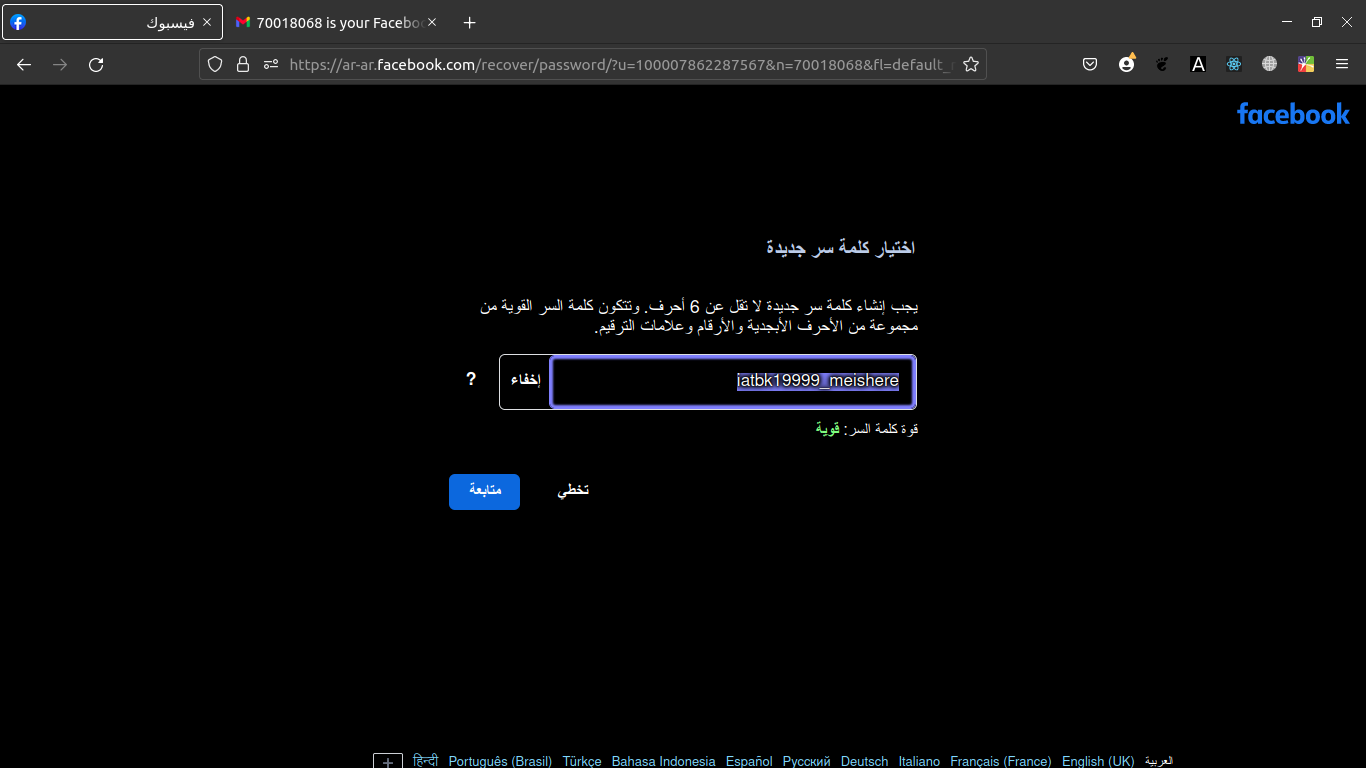 فيسبوك
70018068 is your Facebo
https://ar-ar.facebook.com/recover/password/?u=100007862287567&n=70018068&fl=default_
facebook
اختيار كلمة سر جديدة
يجب إنشاء كلمة سر جديدة لا تقل عن 6 أحرف. وتتكون كلمة السر القوية من
مجموعة من الأحرف الأبجدية والأرقام وعلامات الترقيم.
iatbk19999_meishere إخفاء ?
قوة كلمة السر: قوية
تخطي متابعة
العربية English (UK) Français (France) Italiano Deutsch Русский Español Bahasa Indonesia Türkçe Português (Brasil) हिन्दी